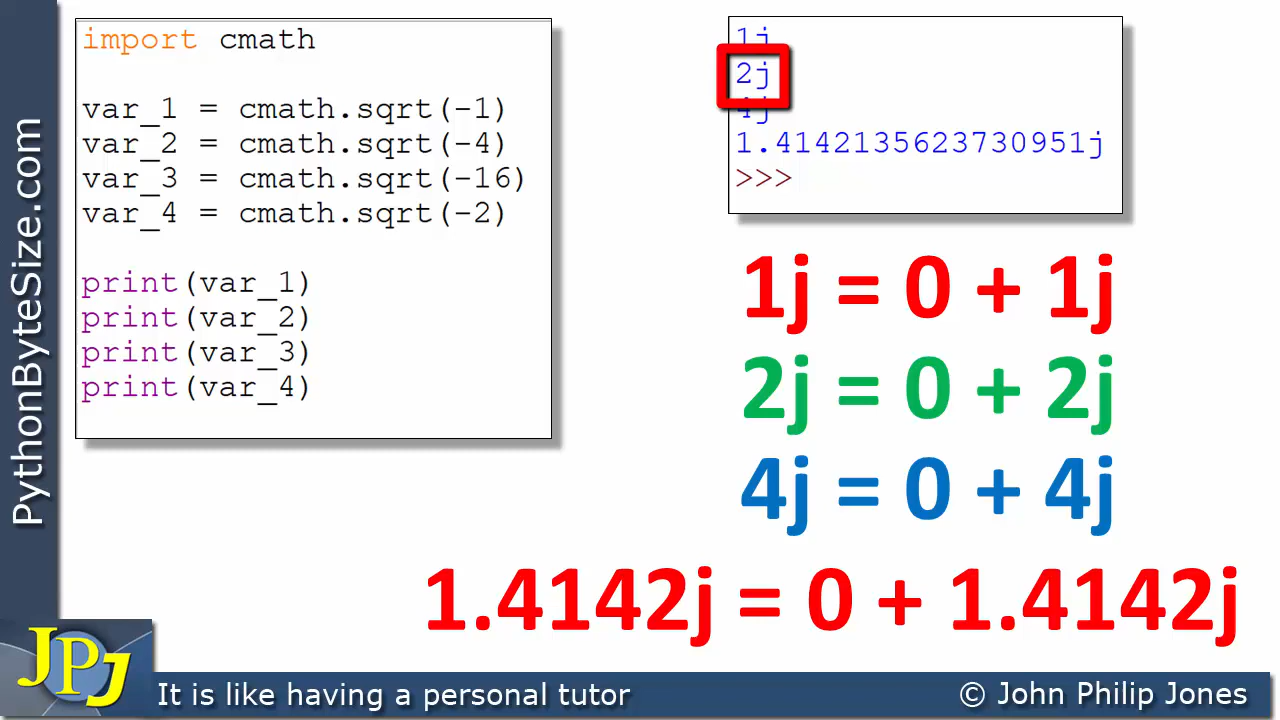 PythonByteSize.com
import cmath
var_1 = cmath.sqrt(-1)
var_2 = cmath.sqrt(-4)
var_3 = cmath.sqrt(-16)
var_4 = cmath.sqrt(-2)
print(var_1)
print(var_2)
print(var_3)
print(var_4)
1j
2j
4j
1.4142135623730951j
>>>
1j = 0 + 1j
2j = 0 + 2j
4j = 0 + 4j
1.4142j = 0 + 1.4142j
JPJ
It is like having a personal tutor
© John Philip Jones